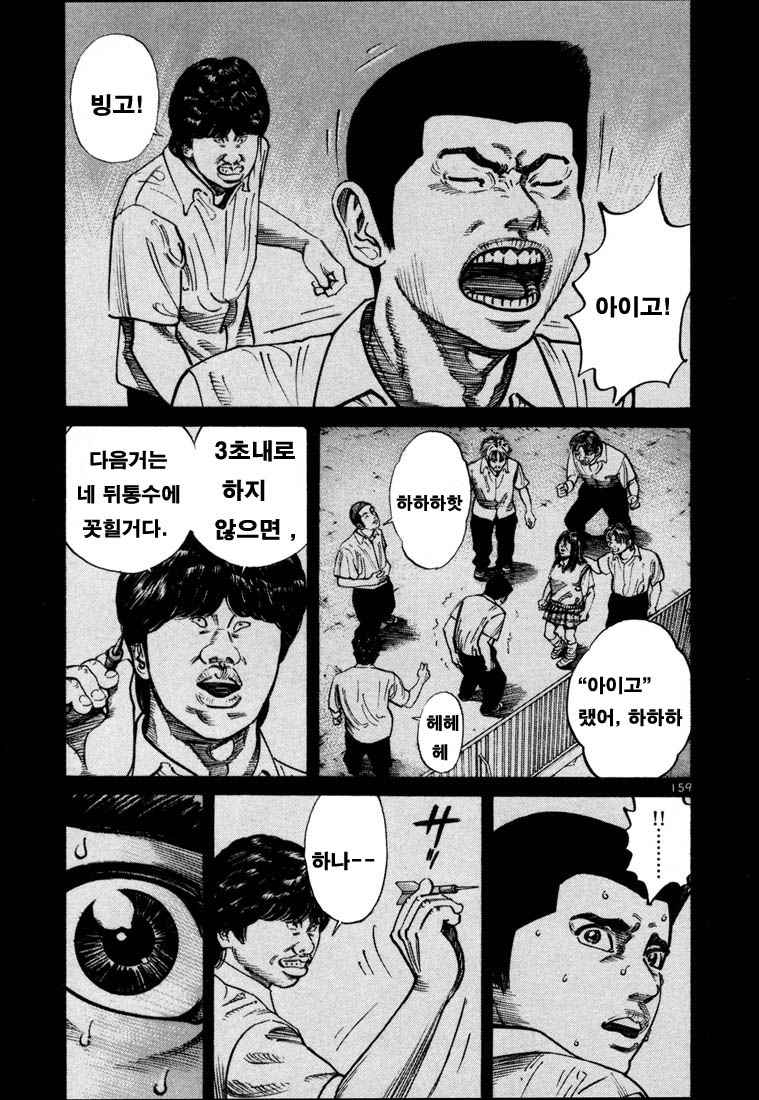 빙고!
아이고!
3초내로
하지
않으면 ,
다음거는
네 뒤통수에
꽂힐거다.
하하하핫
헤헤
헤
“아이고”
랬어, 하하하
159
하나--
!!
………